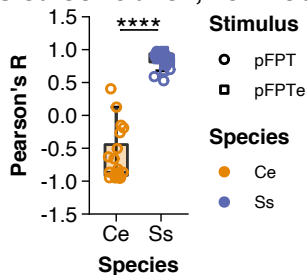 ****
1.5
1.0
0.5
0.0
-0.5
-1.0
-1.5
Pearson's R
Ce Ss
Species
Stimulus
pFPT
pFPTe
Species
Ce
Ss